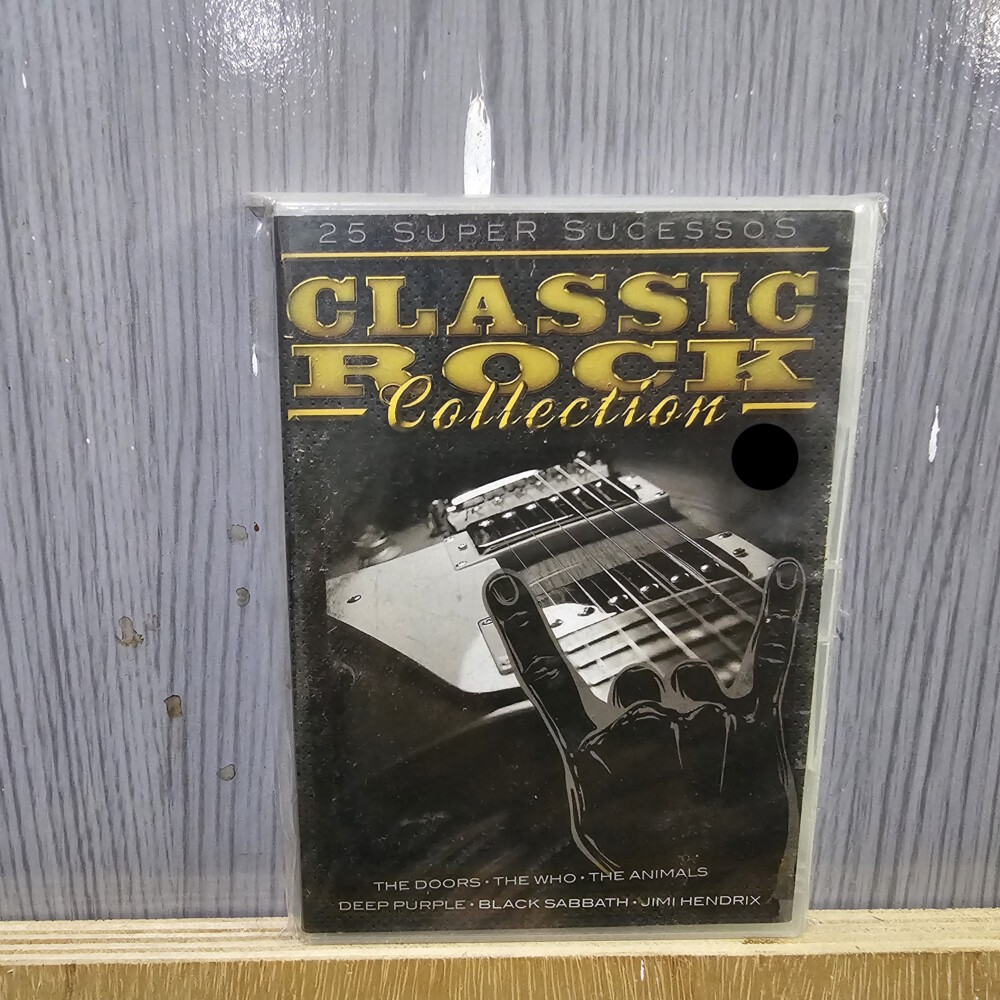 25 SUPER SUCESSOS
CLASSIC
ROCK
Collection
THE DOORS • THE WHO • THE ANIMALS
DEEP PURPLE • BLACK SABBATH • JIMI HENDRIX